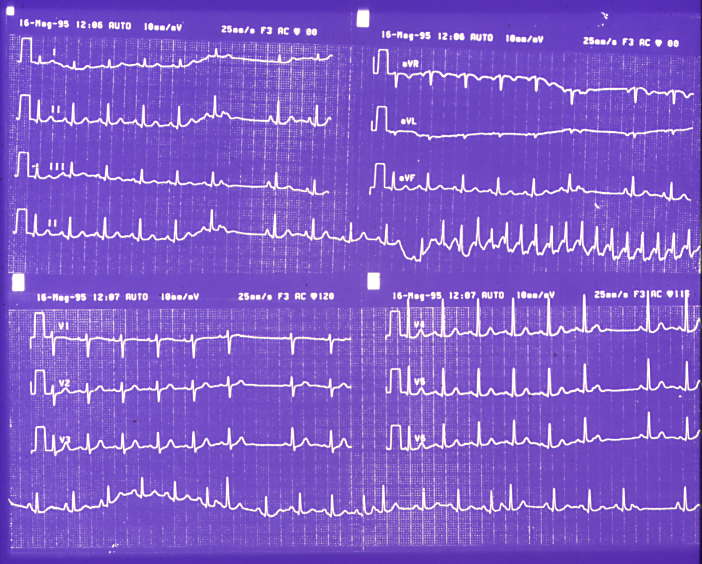 16-Mag-95 12:06 AUTO 10mm/mV 25mm/s F3 AC ♥ 80
I
II
III
II
16-Mag-95 12:06 AUTO 10mm/mV 25mm/s F3 AC ♥ 80
aVR
aVL
aVF
16-Mag-95 12:07 AUTO 10mm/mV 25mm/s F3 AC ♥120
V1
V2
V3
16-Mag-95 12:07 AUTO 10mm/mV 25mm/s F3 AC ♥115
V4
V5
V6